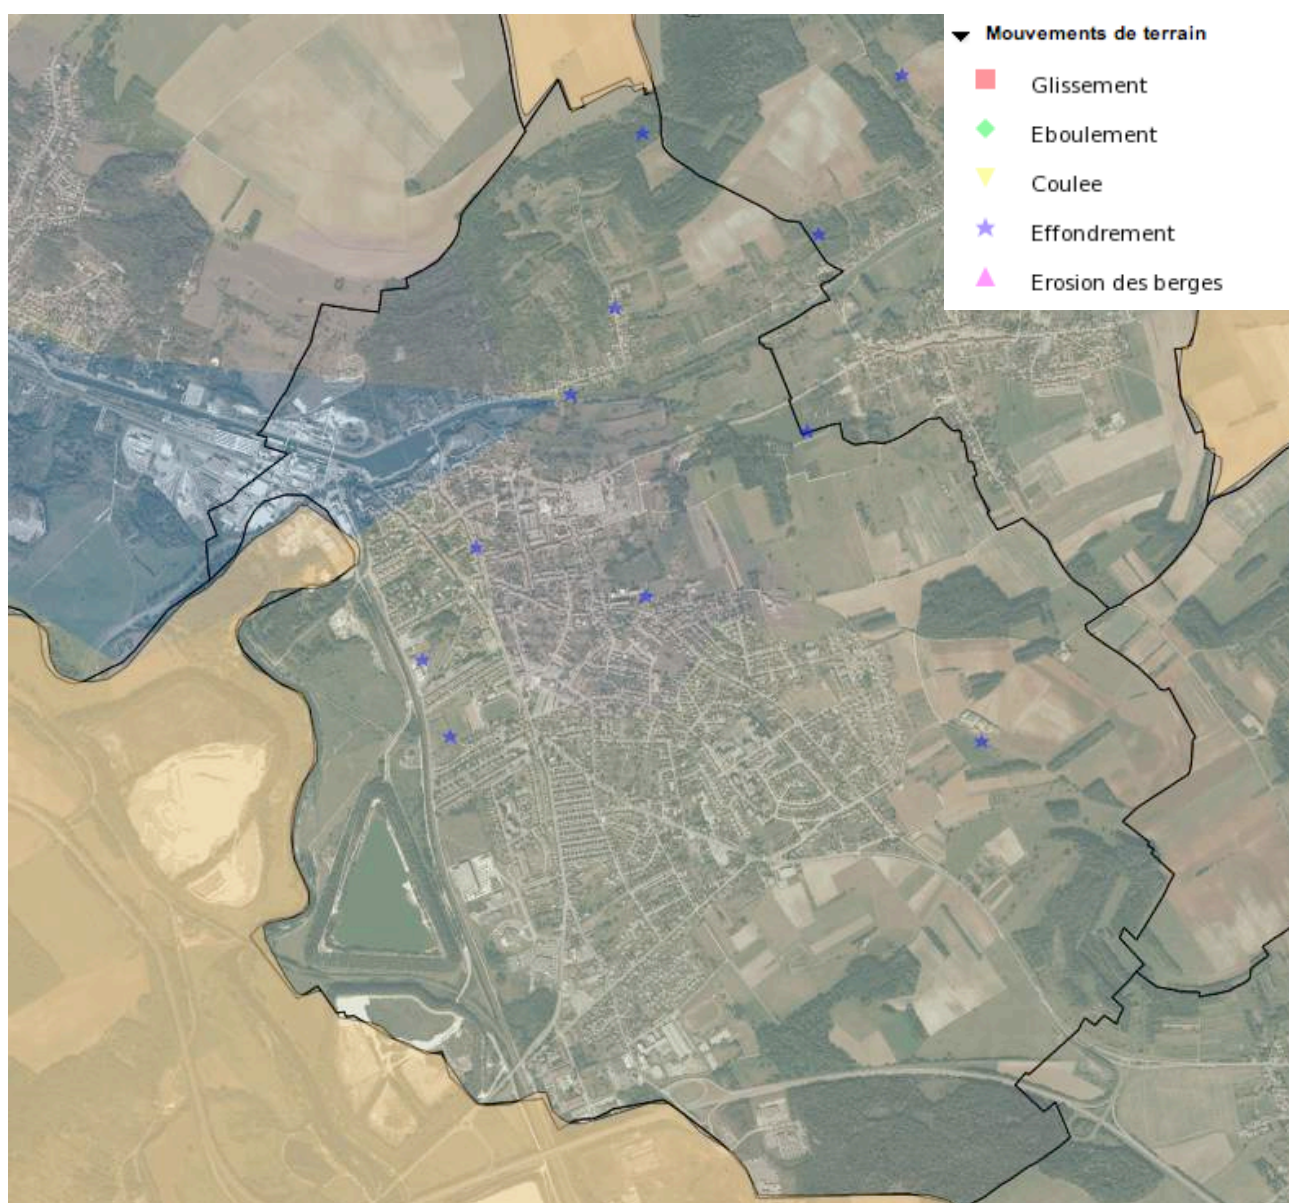 Mouvements de terrain
Glissement
Eboulement
Coulee
Effondrement
Erosion des berges